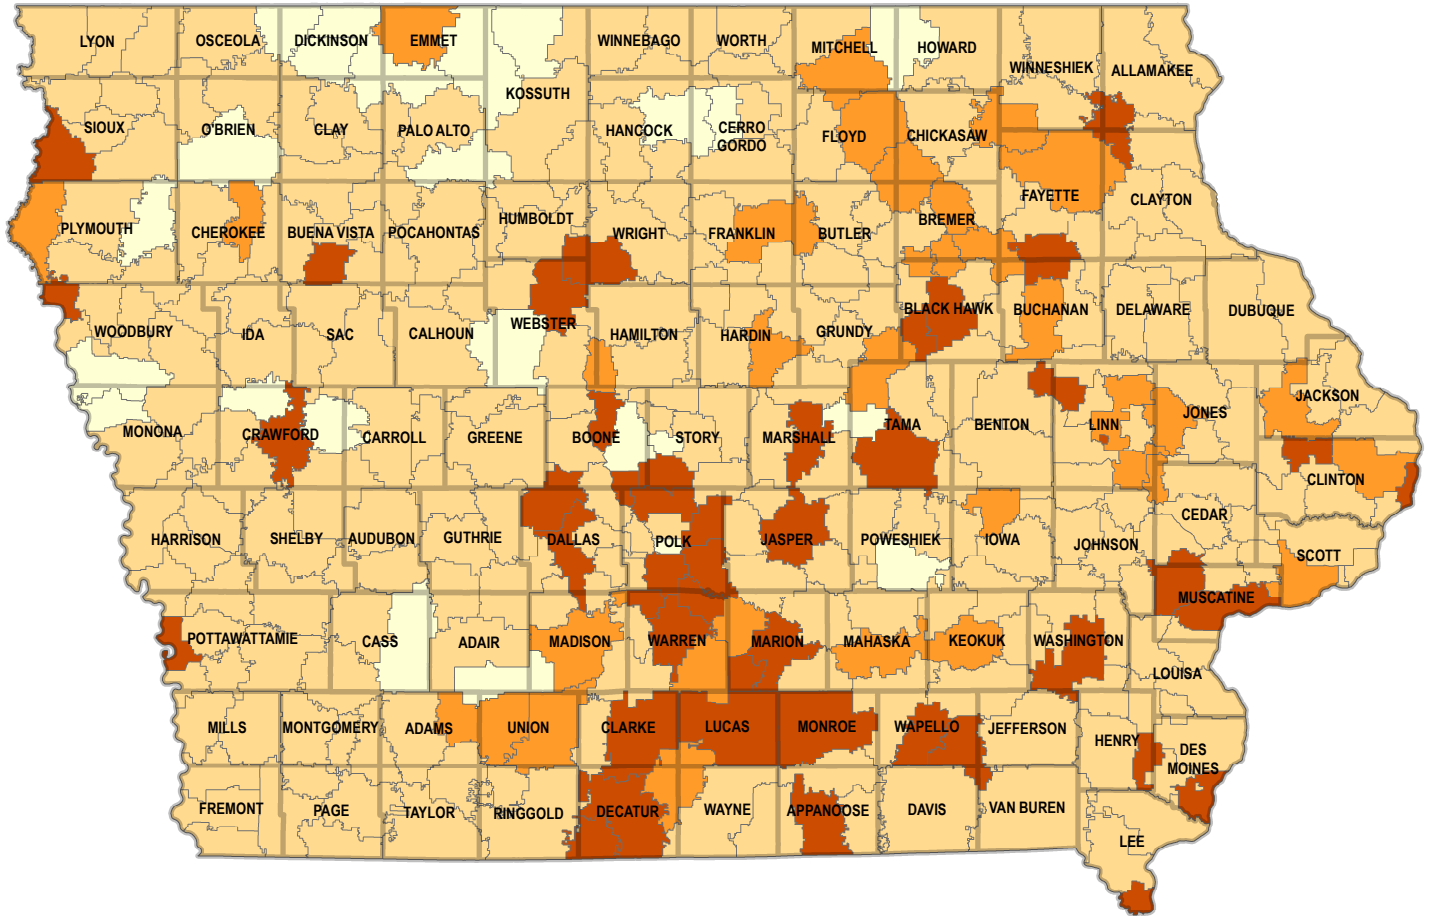 LYON
OSCEOLA
DICKINSON
EMMET
WINNEBAGO
WORTH
MITCHELL
HOWARD
WINNESHIEK
ALLAMAKEE
KOSSUTH
SIOUX
O'BRIEN
CLAY
PALO ALTO
HANCOCK
CERRO
GORDO
FLOYD
CHICKASAW
FAYETTE
CLAYTON
PLYMOUTH
CHEROKEE
BUENA VISTA
POCAHONTAS
HUMBOLDT
WRIGHT
FRANKLIN
BUTLER
BREMER
WOODBURY
IDA
SAC
CALHOUN
WEBSTER
HAMILTON
HARDIN
GRUNDY
BLACK HAWK
BUCHANAN
DELAWARE
DUBUQUE
MONONA
CRAWFORD
CARROLL
GREENE
BOONE
STORY
MARSHALL
TAMA
BENTON
LINN
JONES
JACKSON
CLINTON
HARRISON
SHELBY
AUDUBON
GUTHRIE
DALLAS
POLK
JASPER
POWESHIEK
IOWA
JOHNSON
CEDAR
SCOTT
MUSCATINE
POTTAWATTAMIE
CASS
ADAIR
MADISON
WARREN
MARION
MAHASKA
KEOKUK
WASHINGTON
LOUISA
MILLS
MONTGOMERY
ADAMS
UNION
CLARKE
LUCAS
MONROE
WAPELLO
JEFFERSON
HENRY
DES
MOINES
FREMONT
PAGE
TAYLOR
RINGGOLD
DECATUR
WAYNE
APPANOOSE
DAVIS
VAN BUREN
LEE